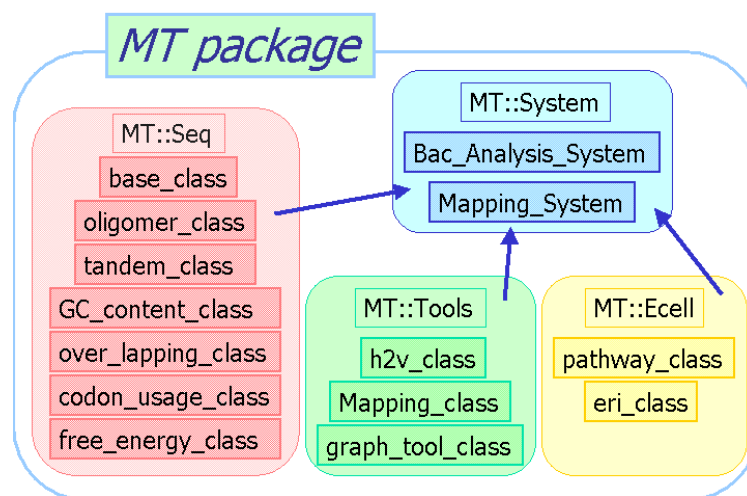 MT package
MT::Seq
base_class
oligomer_class
tandem_class
GC_content_class
over_lapping_class
codon_usage_class
free_energy_class
MT::System
Bac_Analysis_System
Mapping_System
MT::Tools
h2v_class
Mapping_class
graph_tool_class
MT::Ecell
pathway_class
eri_class